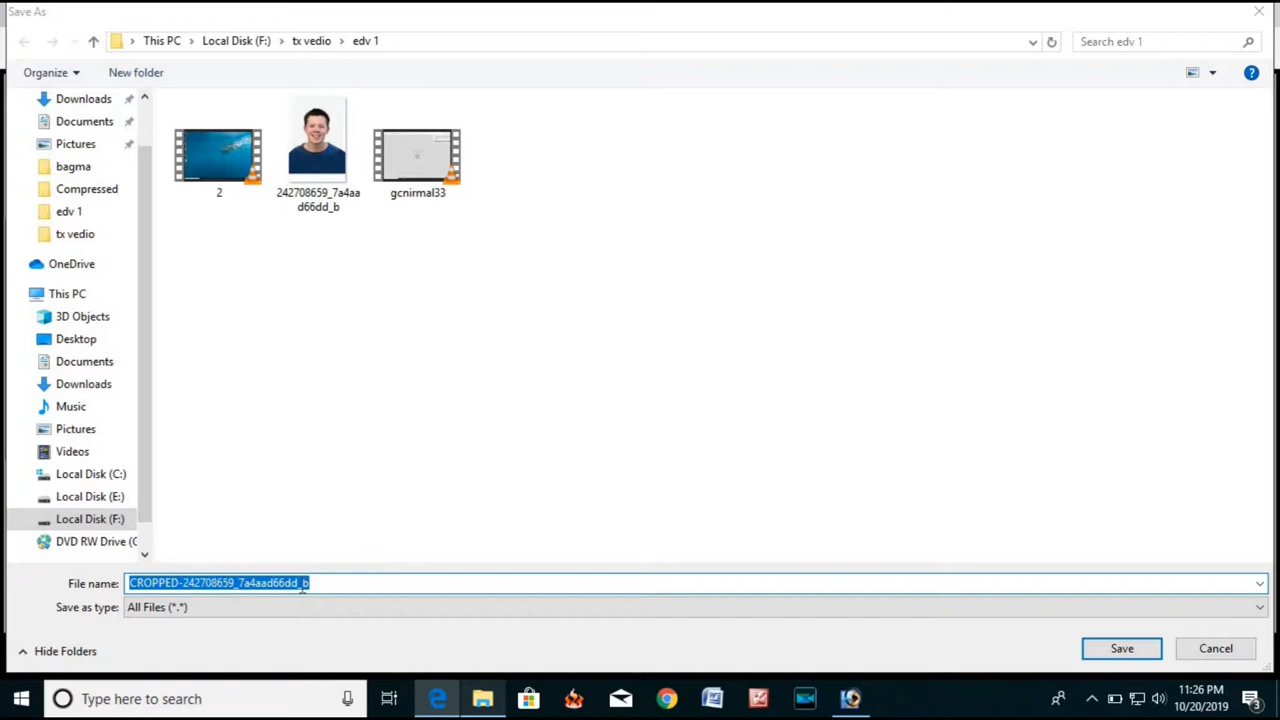 Save As
This PC
Local Disk (F:)
tx vedio
edv 1
Search edv 1
Organize
New folder
Downloads
Documents
Pictures
bagma
Compressed
edv 1
tx vedio
OneDrive
This PC
3D Objects
Desktop
Documents
Downloads
Music
Pictures
Videos
Local Disk (C:)
Local Disk (E:)
Local Disk (F:)
DVD RW Drive (
2
242708659_7a4aa
d66dd_b
gcnirmal33
File name:
CROPPED-242708659_7a4aad66dd_b
Save as type:
All Files (*.*)
Hide Folders
Save
Cancel
Type here to search
11:26 PM
10/20/2019
3